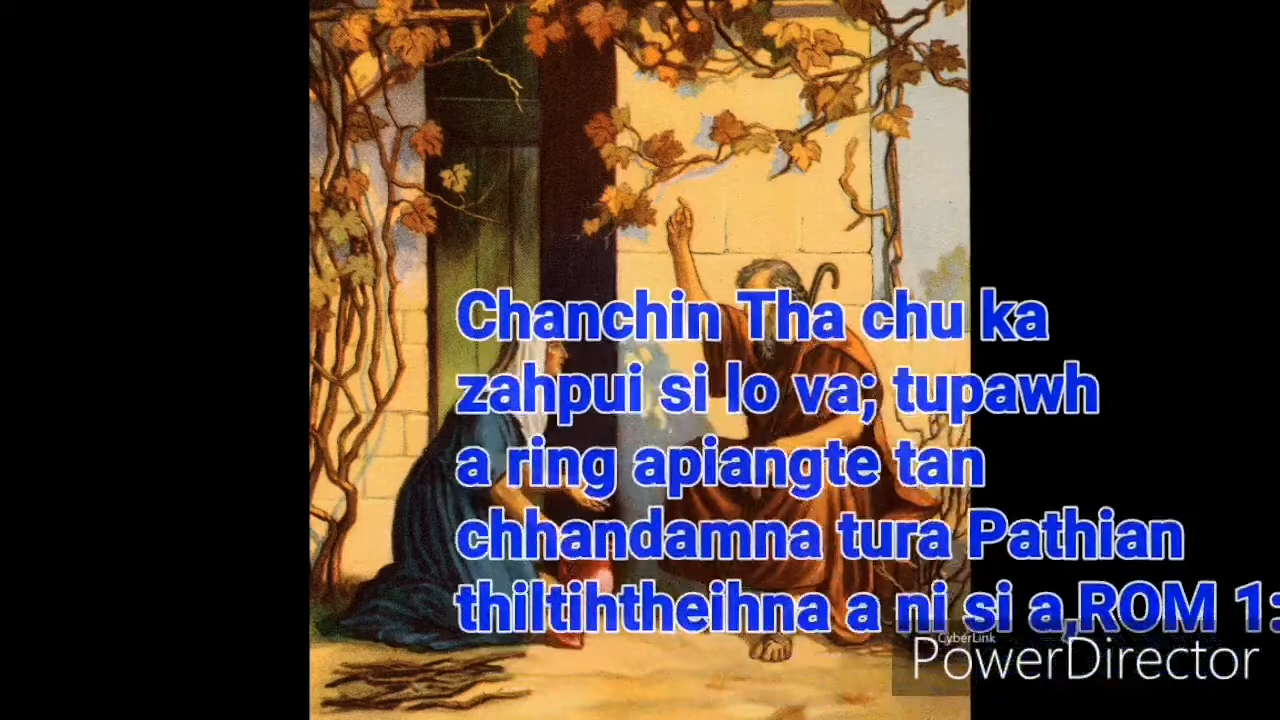 Chanchin Tha chu ka
zahpui si lo va; tupawh
a ring apiangte tan
chhandamna tura Pathian
thiltihtheihna a ni si a,ROM 1:
CyberLink
PowerDirector